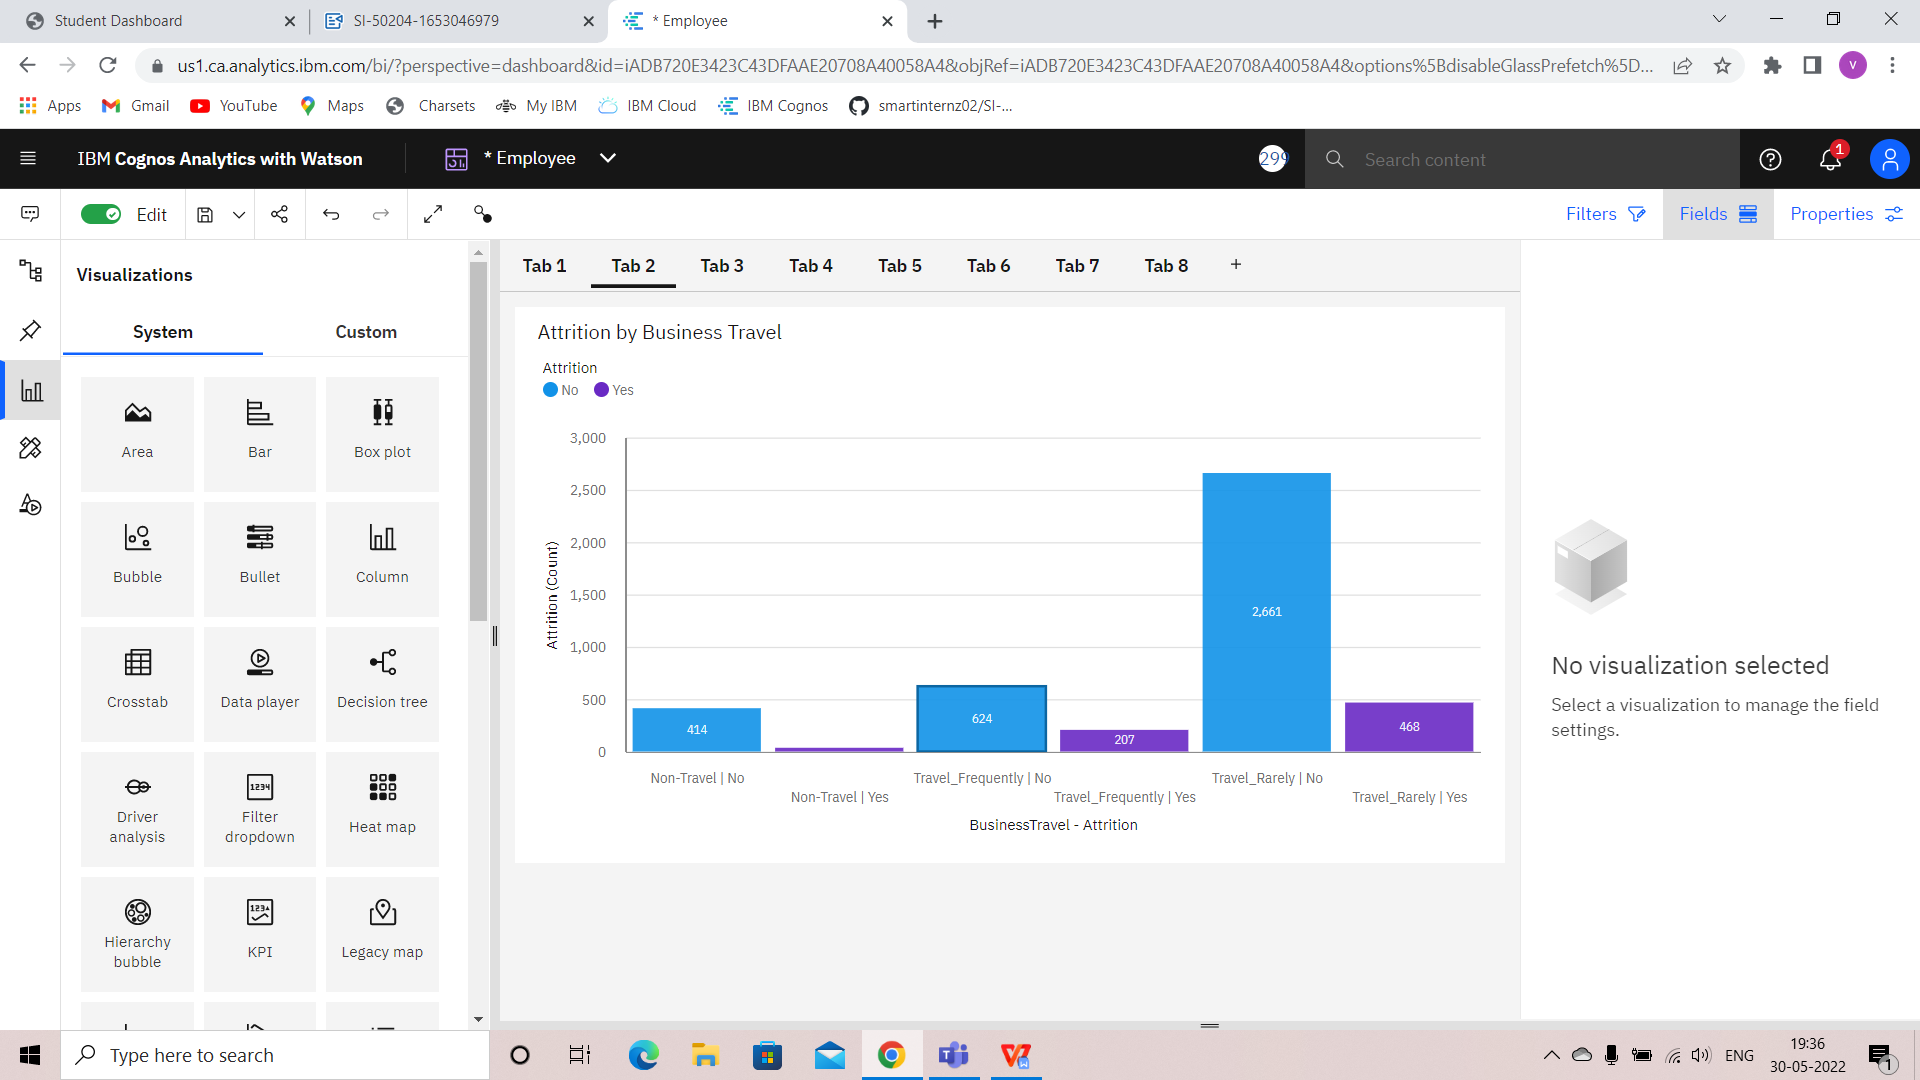 Student Dashboard
SI-50204-1653046979
* Employee
us1.ca.analytics.ibm.com/bi/?perspective=dashboard&id=iADB720E3423C43DFAAE20708A40058A4&objRef=iADB720E3423C43DFAAE20708A40058A4&options%5BdisableGlassPrefetch%5D...
V
Apps
Gmail
YouTube
Maps
Charsets
My IBM
IBM Cloud
IBM Cognos
smartinternz02/SI-...
IBM Cognos Analytics with Watson
* Employee
299
Search content
1
Edit
Filters
Fields
Properties
Visualizations
System
Custom
Area
Bar
Box plot
Bubble
Bullet
Column
Crosstab
Data player
Decision tree
Driver
analysis
1234
Filter
dropdown
Heat map
Hierarchy
bubble
123
KPI
Legacy map
Tab 1
Tab 2
Tab 3
Tab 4
Tab 5
Tab 6
Tab 7
Tab 8
+
Attrition by Business Travel
Attrition
No
Yes
3,000
2,500
2,000
1,500
1,000
500
0
Attrition (Count)
414
624
207
2,661
468
Non-Travel | No
Non-Travel | Yes
Travel_Frequently | No
Travel_Frequently | Yes
Travel_Rarely | No
Travel_Rarely | Yes
BusinessTravel - Attrition
No visualization selected
Select a visualization to manage the field
settings.
Type here to search
ENG
19:36
30-05-2022
1